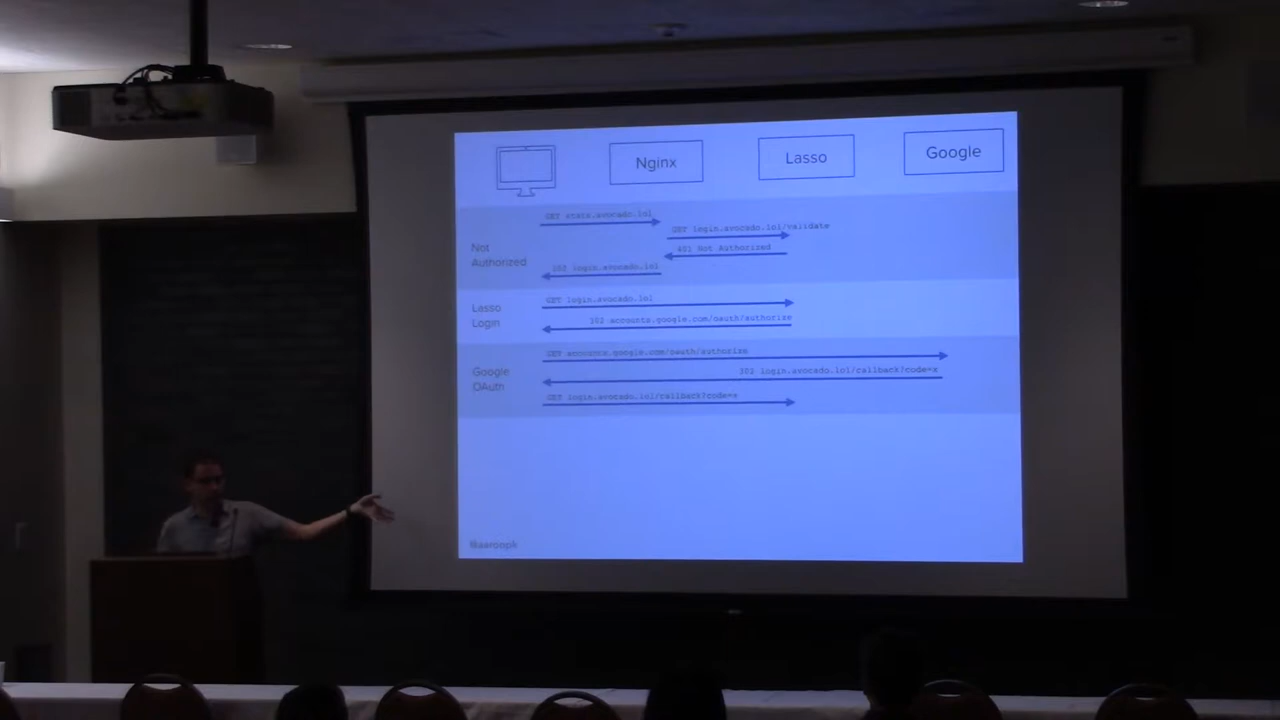 Nginx
Lasso
Google
GET stats.avocado.lol
GET login.avocado.lol/validate
Not
Authorized
401 Not Authorized
302 login.avocado.lol
Lasso
Login
GET login.avocado.lol
302 accounts.google.com/oauth/authorize
Google
OAuth
GET accounts.google.com/oauth/authorize
302 login.avocado.lol/callback?code=x
GET login.avocado.lol/callback?code=x
@aaronpk